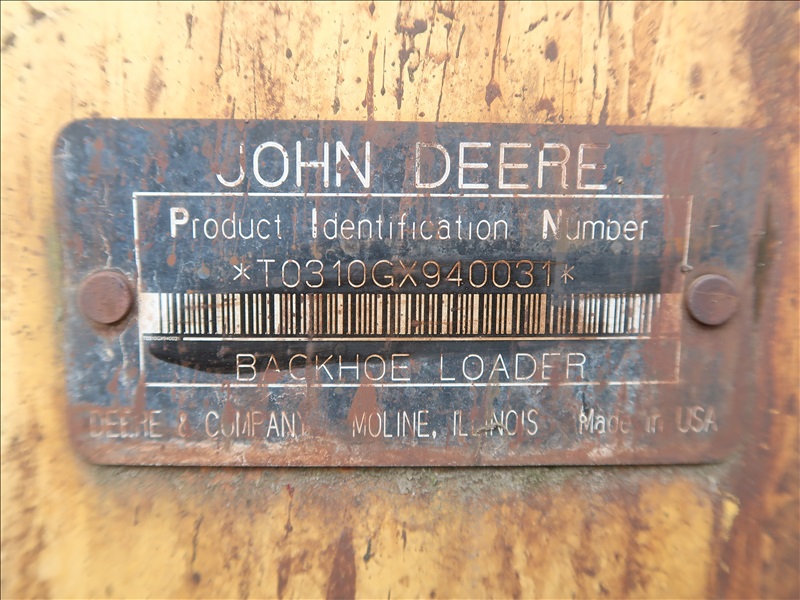 JOHN DEERE
Product Identification Number
*T0310GX940031*
BACKHOE LOADER
DEERE & COMPANY MOLINE, ILLINOIS Made in USA